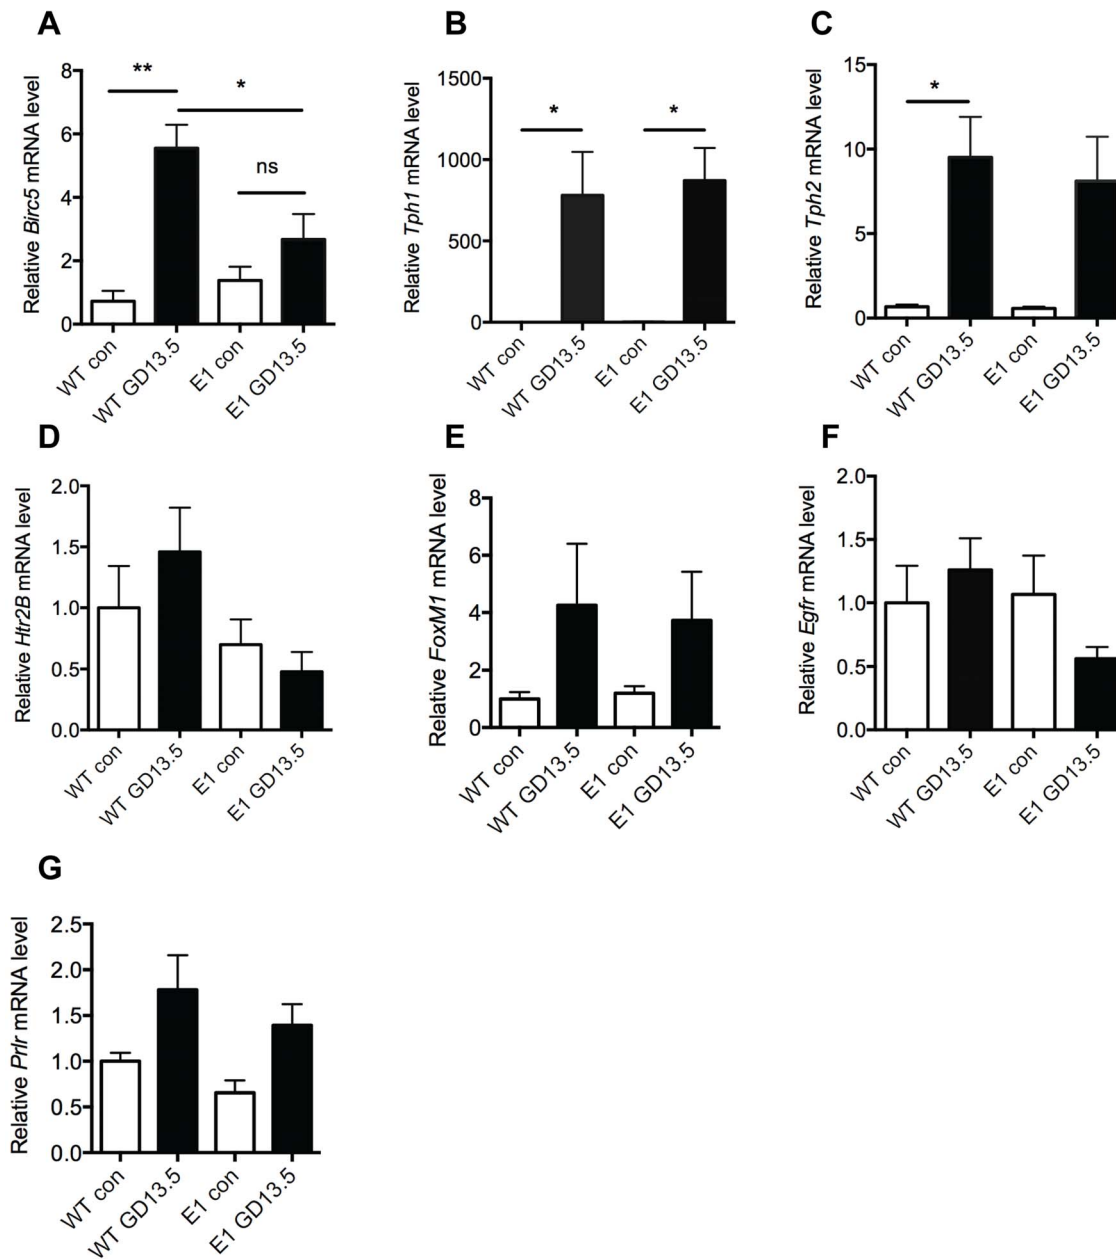 A
Relative Birc5 mRNA level
8
6
4
2
0
**
*
ns
WT con
WT GD13.5
E1 con
E1 GD13.5
B
Relative Tph1 mRNA level
1500
1000
500
0
*
*
WT con
WT GD13.5
E1 con
E1 GD13.5
C
Relative Tph2 mRNA level
15
10
5
0
*
WT con
WT GD13.5
E1 con
E1 GD13.5
D
Relative Htr2B mRNA level
2.0
1.5
1.0
0.5
0.0
WT con
WT GD13.5
E1 con
E1 GD13.5
E
Relative FoxM1 mRNA level
8
6
4
2
0
WT con
WT GD13.5
E1 con
E1 GD13.5
F
Relative Egfr mRNA level
2.0
1.5
1.0
0.5
0.0
WT con
WT GD13.5
E1 con
E1 GD13.5
G
Relative Prlr mRNA level
2.5
2.0
1.5
1.0
0.5
0.0
WT con
WT GD13.5
E1 con
E1 GD13.5